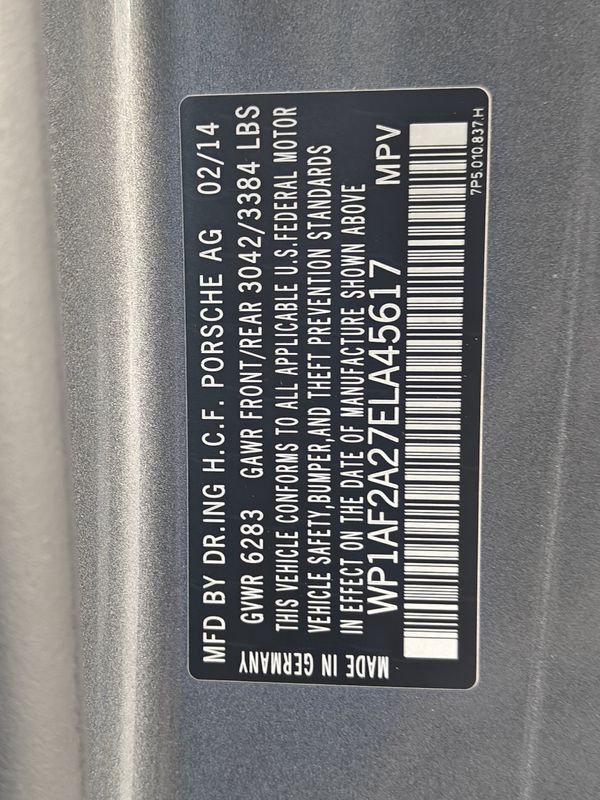 MFD BY DR.ING H.C.F. PORSCHE AG 02/14
GVWR 6283 GAWR FRONT/REAR 3042/3384 LBS
THIS VEHICLE CONFORMS TO ALL APPLICABLE U.S.FEDERAL MOTOR
VEHICLE SAFETY,BUMPER,AND THEFT PREVENTION STANDARDS
IN EFFECT ON THE DATE OF MANUFACTURE SHOWN ABOVE
WP1AF2A27ELA45617 MPV
MADE IN GERMANY
7P5.010.837.H